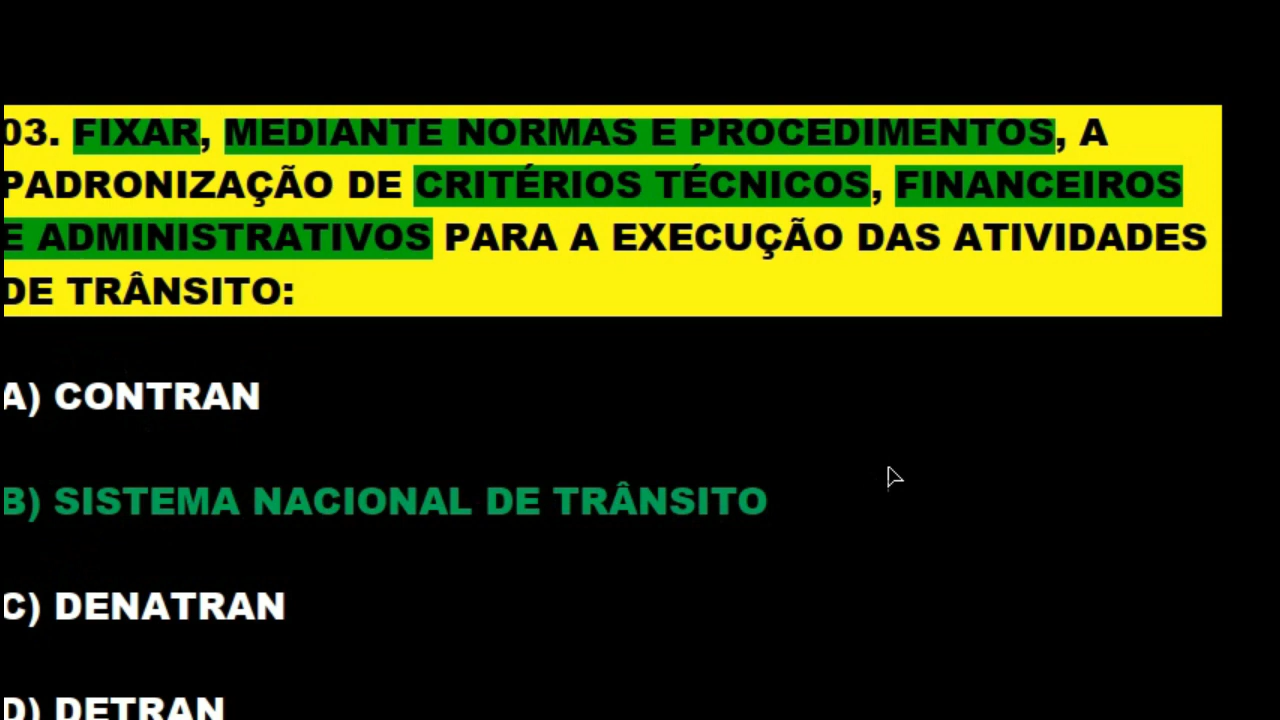 03. FIXAR, MEDIANTE NORMAS E PROCEDIMENTOS, A
PADRONIZAÇÃO DE CRITÉRIOS TÉCNICOS, FINANCEIROS
E ADMINISTRATIVOS PARA A EXECUÇÃO DAS ATIVIDADES
DE TRÂNSITO:
A) CONTRAN
B) SISTEMA NACIONAL DE TRÂNSITO
C) DENATRAN
D) DETRAN